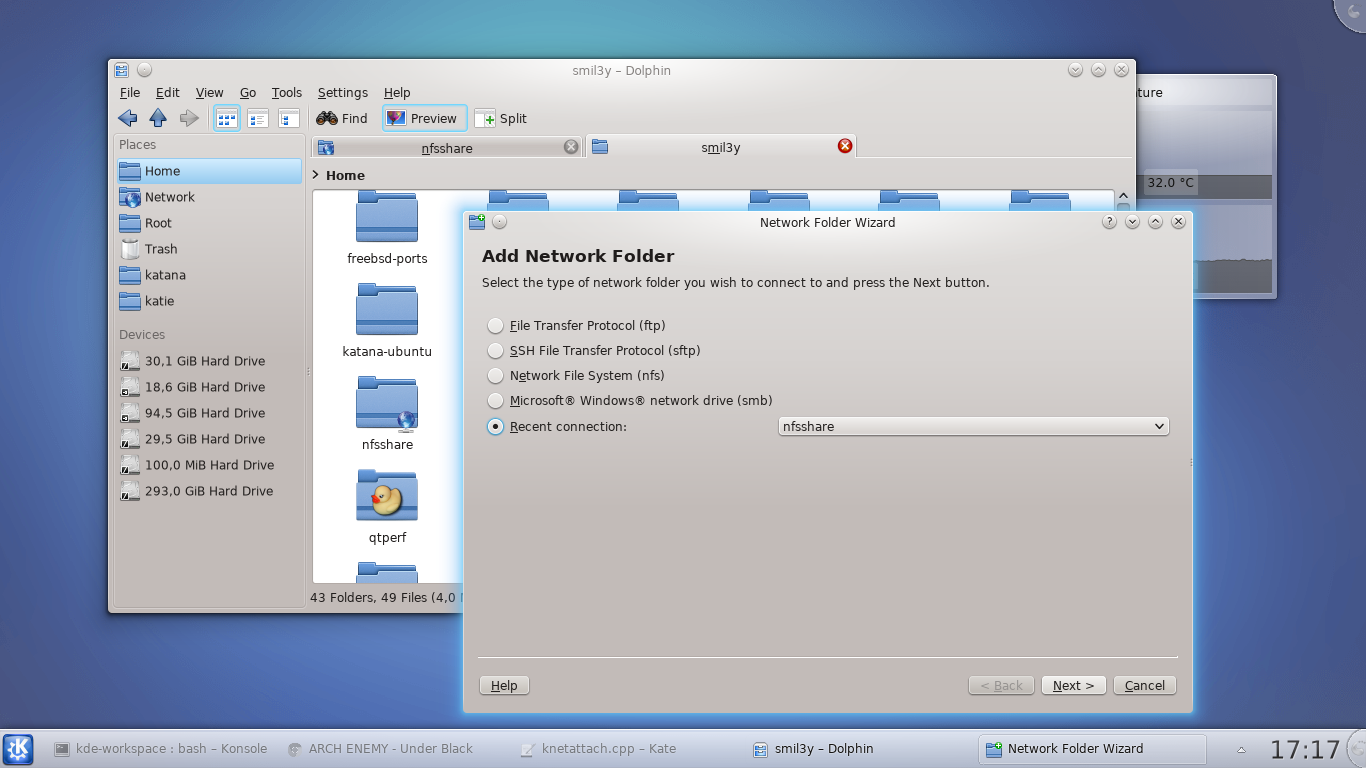 smil3y – Dolphin
File Edit View Go Tools Settings Help
Find Preview Split
Places
Home
Network
Root
Trash
katana
katie
Devices
30,1 GiB Hard Drive
18,6 GiB Hard Drive
94,5 GiB Hard Drive
29,5 GiB Hard Drive
100,0 MiB Hard Drive
293,0 GiB Hard Drive
nfsshare smil3y
> Home
freebsd-ports
katana-ubuntu
nfsshare
qtperf
43 Folders, 49 Files (4,0
ture
32.0 °C
Network Folder Wizard
?
Add Network Folder
Select the type of network folder you wish to connect to and press the Next button.
File Transfer Protocol (ftp)
SSH File Transfer Protocol (sftp)
Network File System (nfs)
Microsoft® Windows® network drive (smb)
Recent connection: nfsshare
Help < Back Next > Cancel
kde-workspace : bash – Konsole ARCH ENEMY - Under Black knetattach.cpp – Kate smil3y – Dolphin Network Folder Wizard 17:17